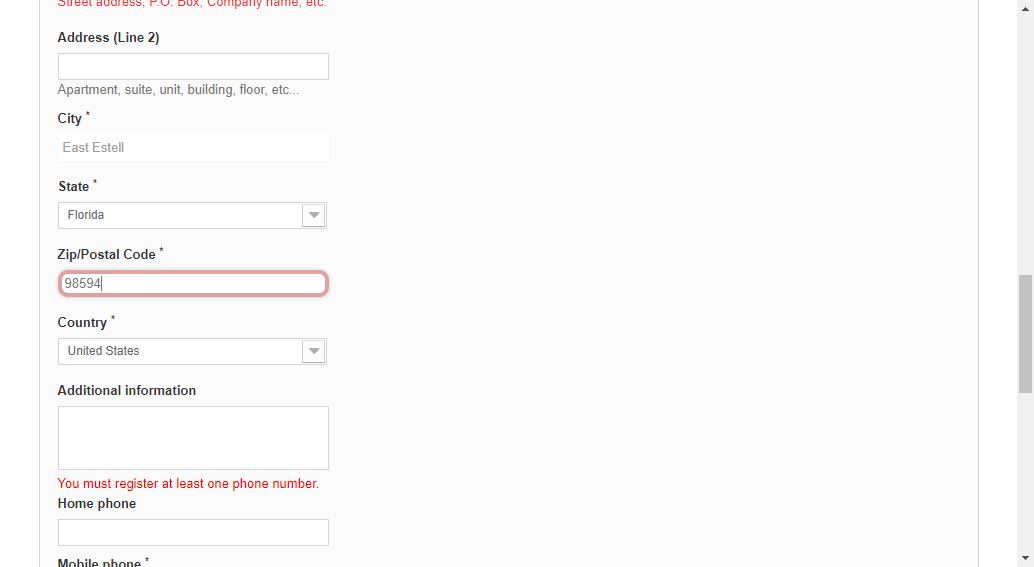 Street address, P.O. Box, Company name, etc.
Address (Line 2)
Apartment, suite, unit, building, floor, etc...
City *
East Estell
State *
Florida
Zip/Postal Code *
98594
Country *
United States
Additional information
You must register at least one phone number.
Home phone
Mobile phone *